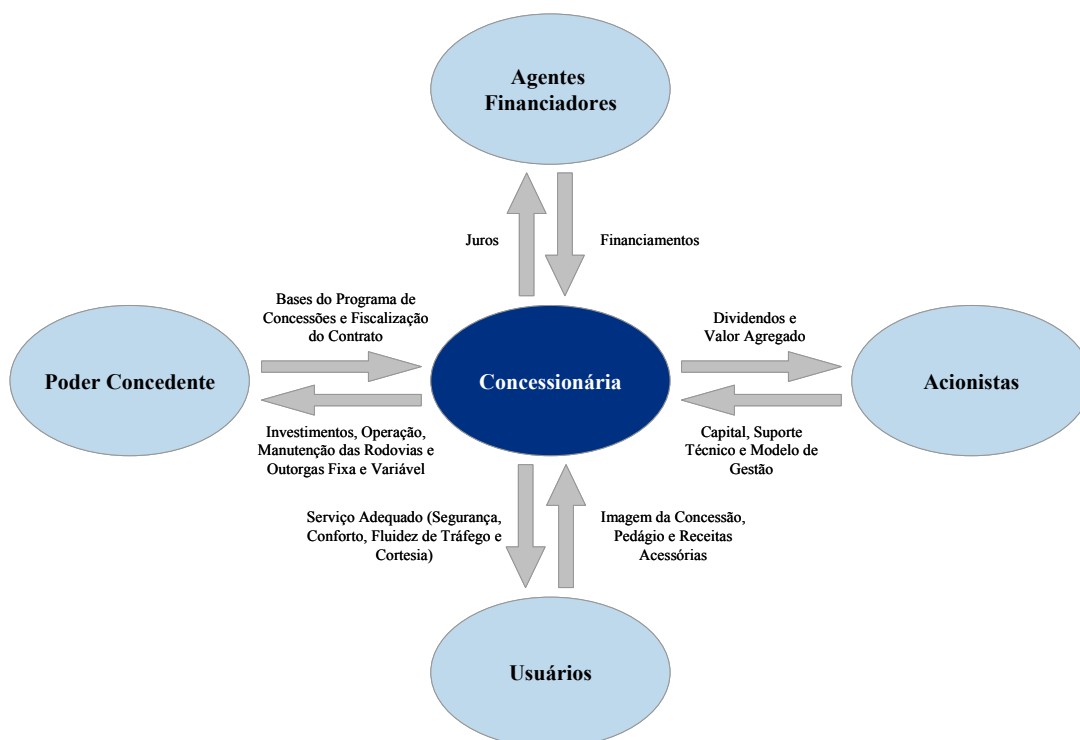 Agentes
Financiadores
Juros
Financiamentos
Bases do Programa de
Concessões e Fiscalização
do Contrato
Dividendos e
Valor Agregado
Poder Concedente
Concessionária
Acionistas
Investimentos, Operação,
Manutenção das Rodovias e
Outorgas Fixa e Variável
Capital, Suporte
Técnico e Modelo de
Gestão
Serviço Adequado (Segurança,
Conforto, Fluidez de Tráfego e
Cortesia)
Imagem da Concessão,
Pedágio e Receitas
Acessórias
Usuários